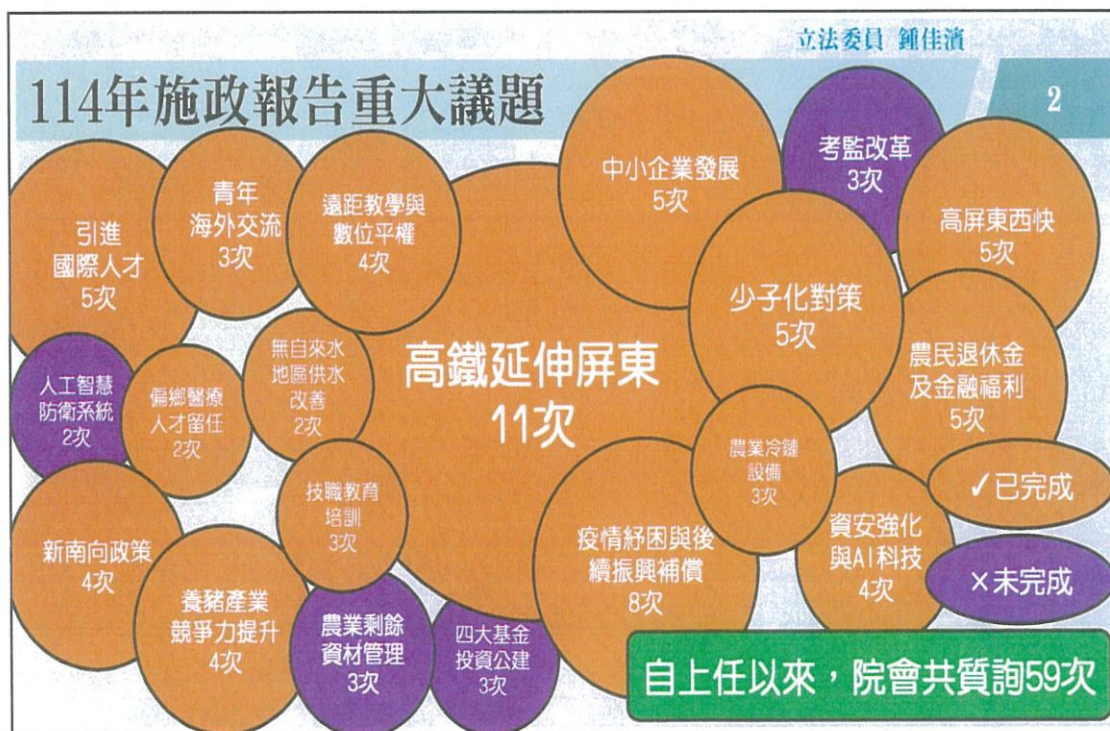 立法委員 鍾佳濱
114年施政報告重大議題
2
引進
國際人才
5次
青年
海外交流
3次
遠距教學與
數位平權
4次
中小企業發展
5次
考監改革
3次
高屏東西快
5次
少子化對策
5次
高鐵延伸屏東
11次
無自來水
地區供水
改善
2次
人工智慧
防衛系統
2次
偏鄉醫療
人才留任
2次
農民退休金
及金融福利
5次
農業冷鏈
設備
3次
技職教育
培訓
3次
新南向政策
4次
養豬產業
競爭力提升
4次
農業剩餘
資材管理
3次
四大基金
投資公建
3次
疫情紓困與後
續振興補償
8次
資安強化
與AI科技
4次
✓已完成
×未完成
自上任以來，院會共質詢59次